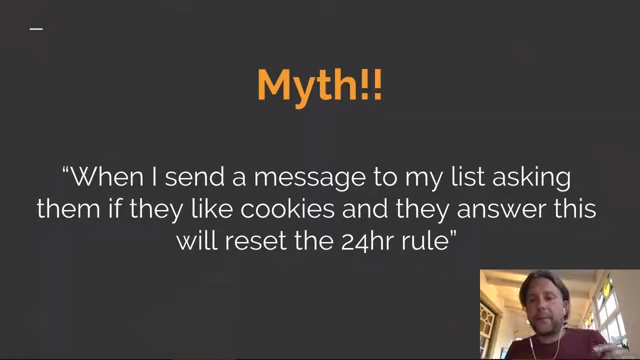 Myth!!
“When I send a message to my list asking
them if they like cookies and they answer this
will reset the 24hr rule”